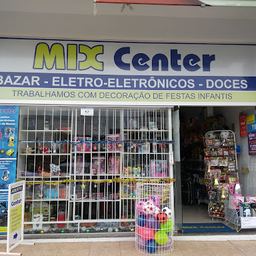 MIX Center
BAZAR - ELETRO-ELETRÔNICOS - DOCES
TRABALHAMOS COM DECORAÇÃO DE FESTAS INFANTIS